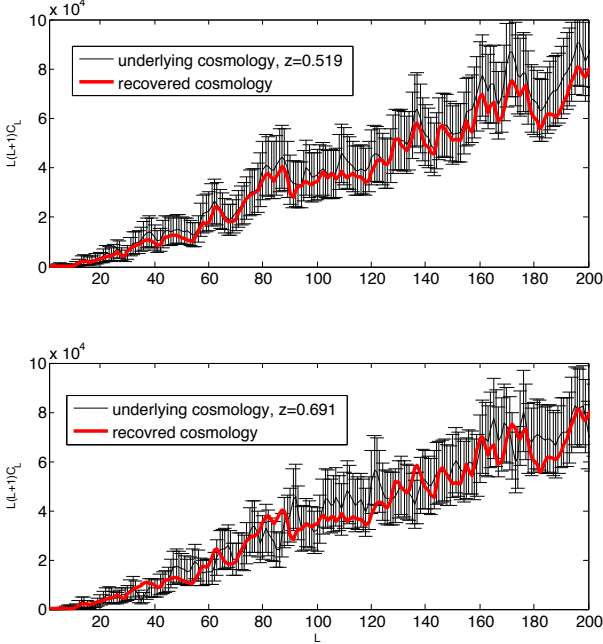 x 10^4
10
8
6
4
2
0
L(L+1)C_L
underlying cosmology, z=0.519
recovered cosmology
20 40 60 80 100 120 140 160 180 200
x 10^4
10
8
6
4
2
0
L(L+1)C_L
underlying cosmology, z=0.691
recovred cosmology
20 40 60 80 100 120 140 160 180 200
L